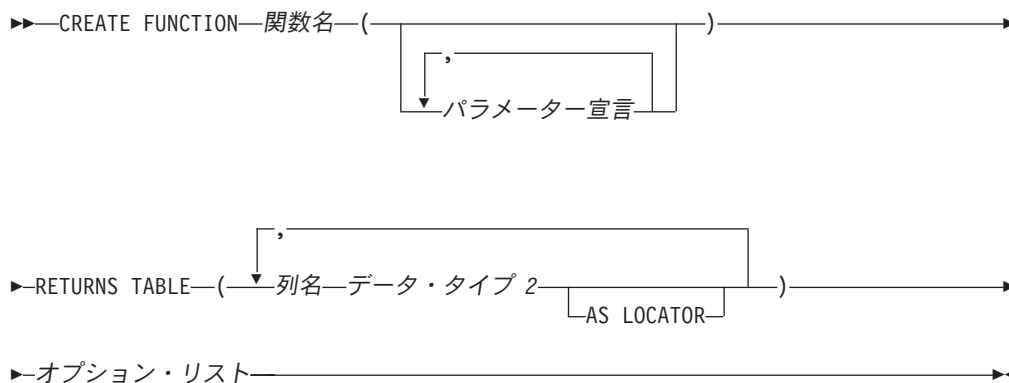 CREATE FUNCTION 関数名 ( )
,
パラメーター宣言
,
RETURNS TABLE ( 列名 データ・タイプ 2 )
AS LOCATOR
オプション・リスト